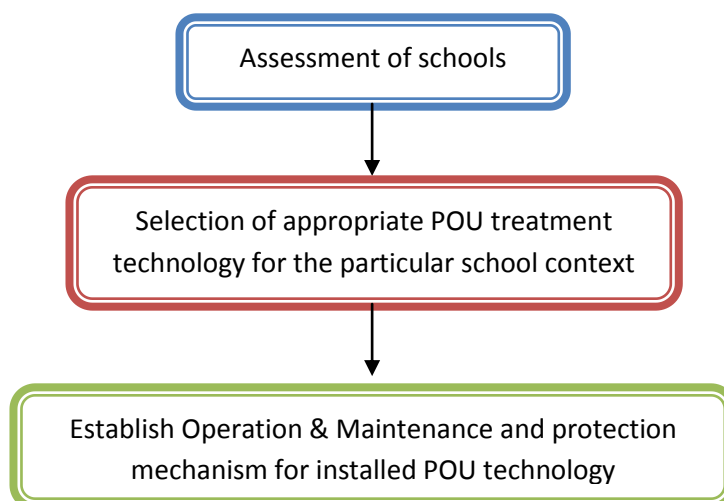 Assessment of schools
Selection of appropriate POU treatment
technology for the particular school context
Establish Operation & Maintenance and protection
mechanism for installed POU technology